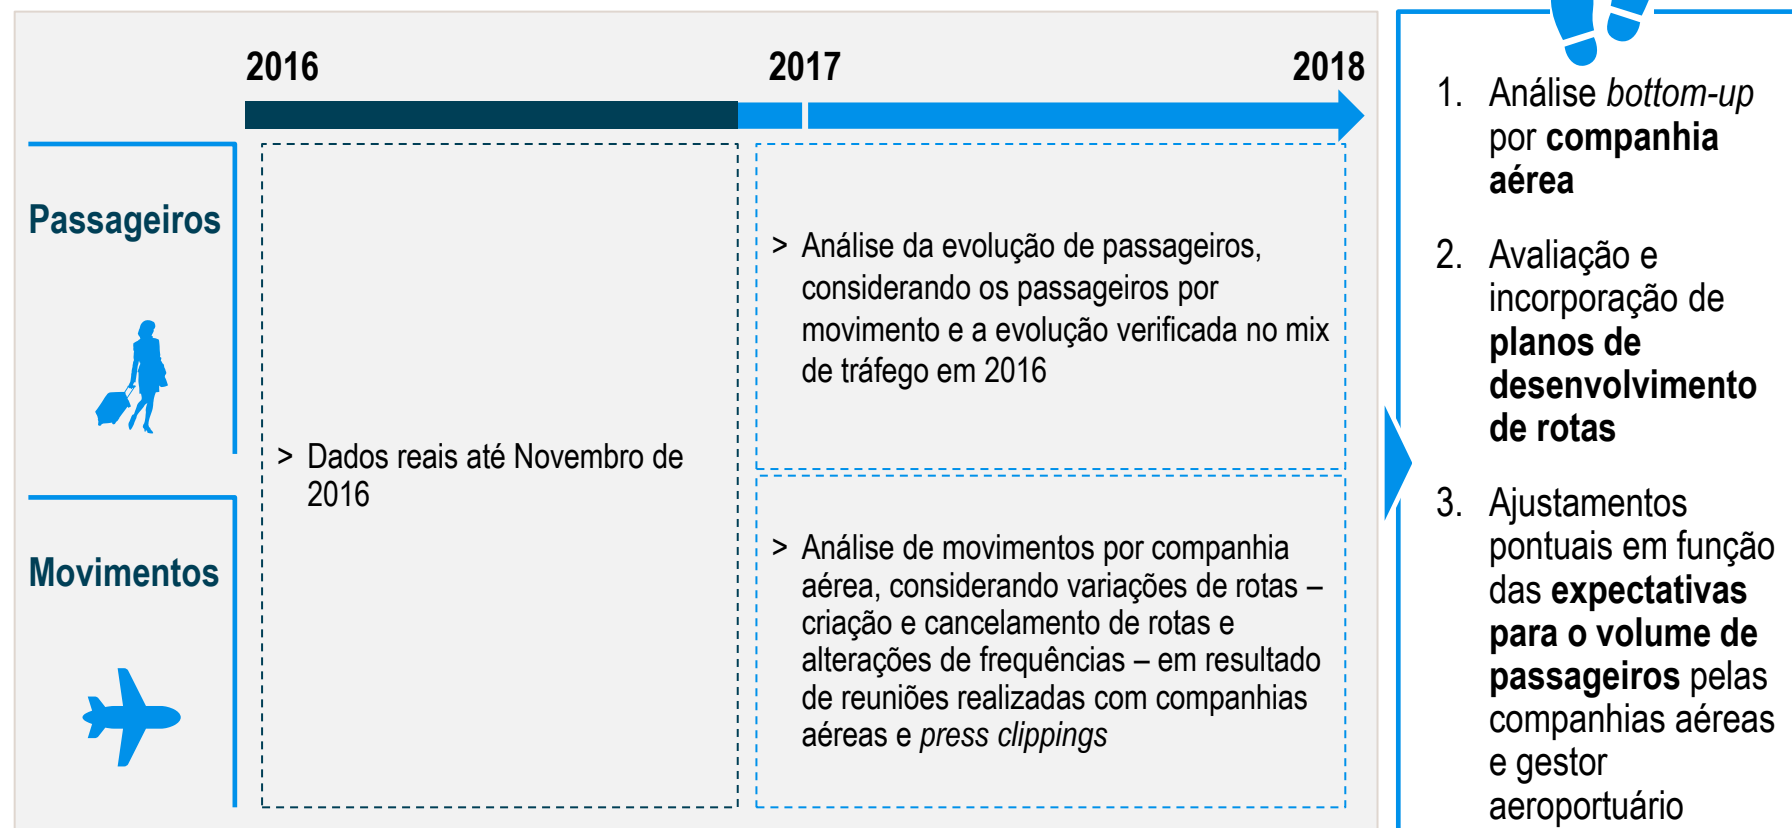 2016
2017
2018
Passageiros
Movimentos
> Dados reais até Novembro de
2016
> Análise da evolução de passageiros,
considerando os passageiros por
movimento e a evolução verificada no mix
de tráfego em 2016
> Análise de movimentos por companhia
aérea, considerando variações de rotas –
criação e cancelamento de rotas e
alterações de frequências – em resultado
de reuniões realizadas com companhias
aéreas e press clippings
1. Análise bottom-up
por companhia
aérea
2. Avaliação e
incorporação de
planos de
desenvolvimento
de rotas
3. Ajustamentos
pontuais em função
das expectativas
para o volume de
passageiros pelas
companhias aéreas
e gestor
aeroportuário